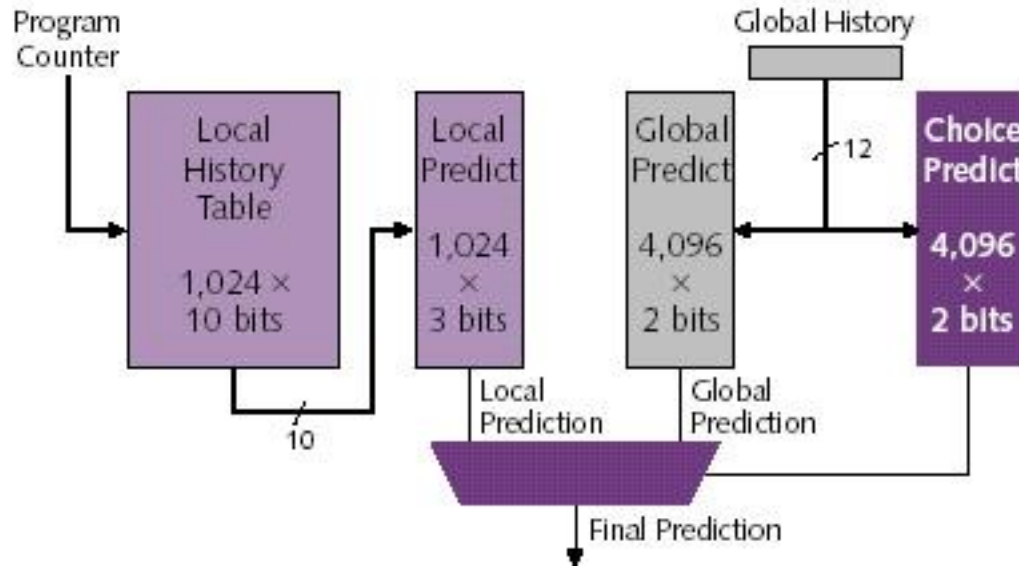 Program
Counter
Global History
Local
History
Table
1,024 ×
10 bits
Local
Predict
1,024
×
3 bits
Global
Predict
4,096
×
2 bits
12
Choice
Predict
4,096
×
2 bits
10
Local
Prediction
Global
Prediction
Final Prediction